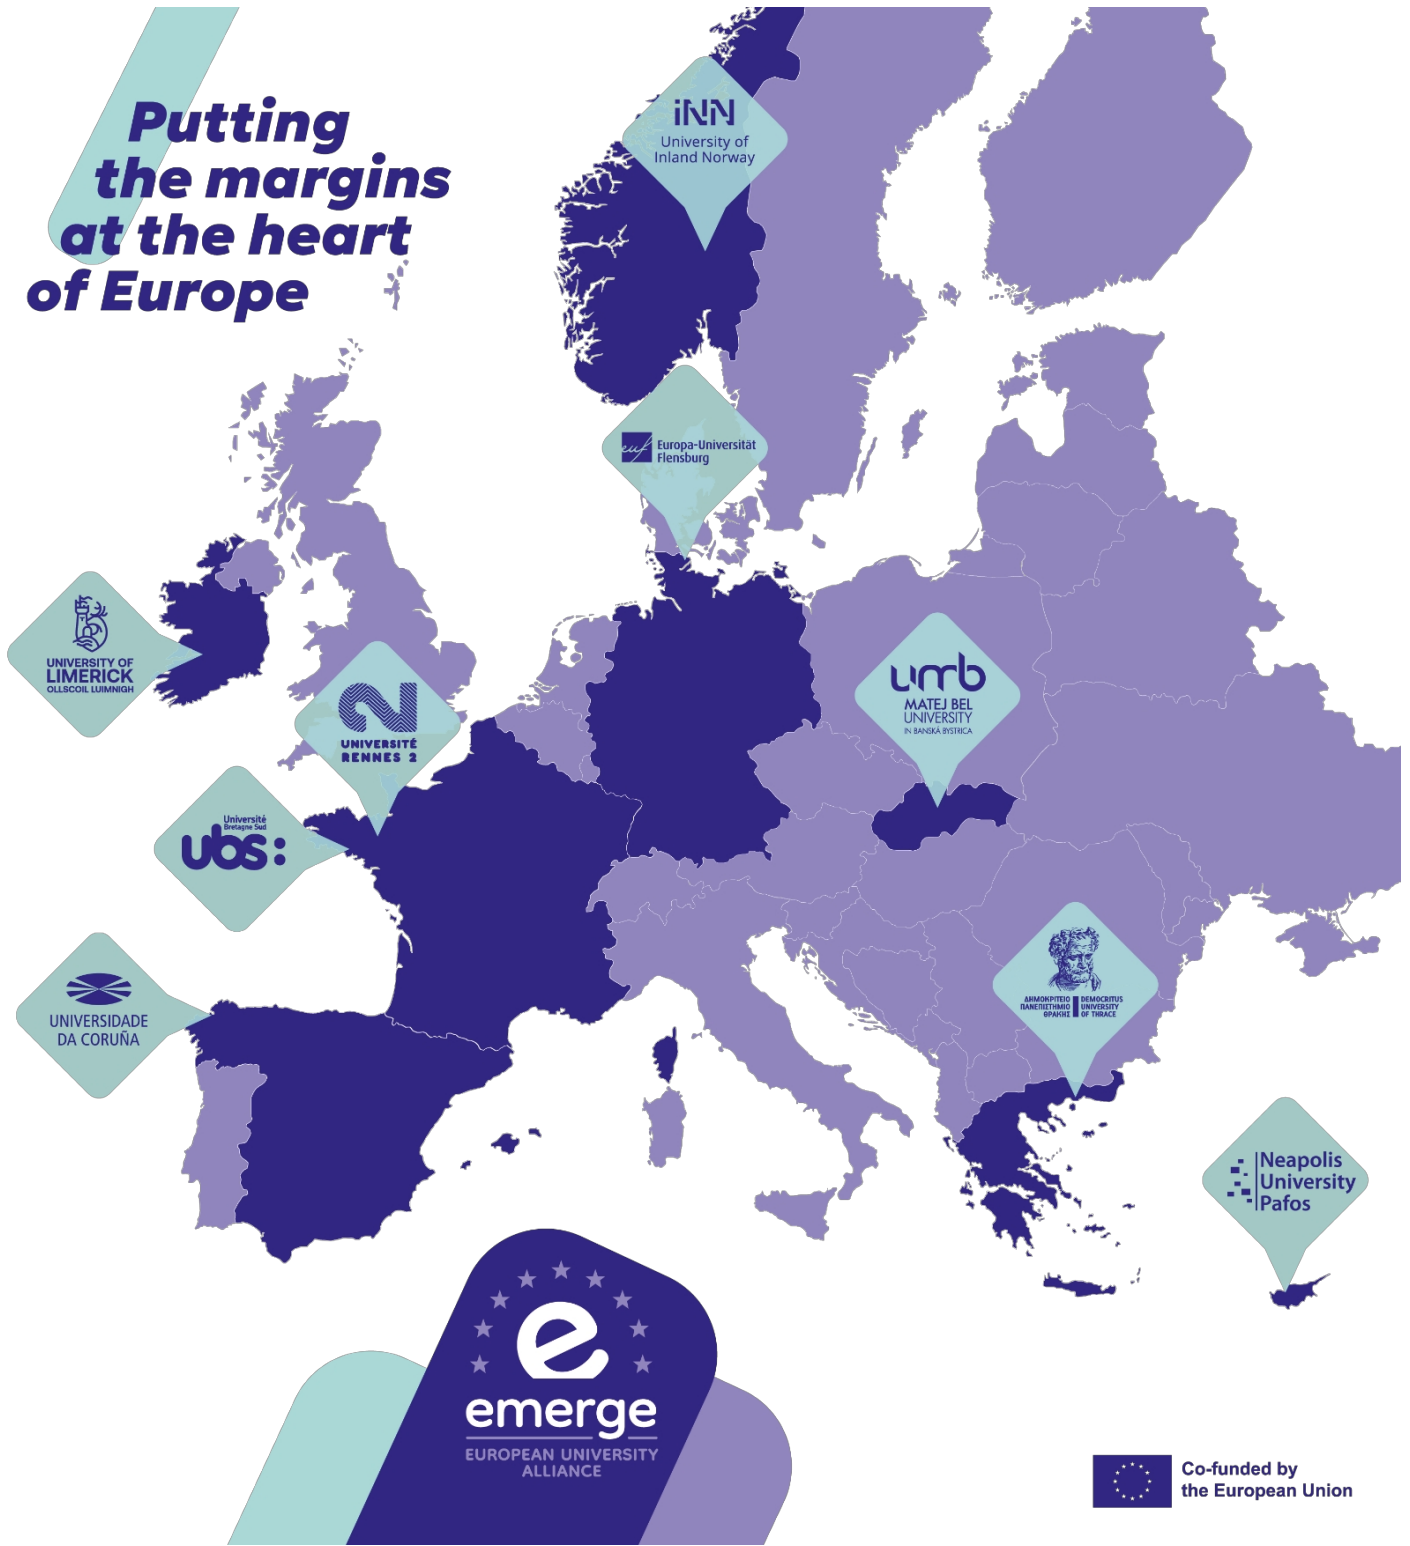 Putting
the margins
at the heart
of Europe
iNN
University of
Inland Norway
euf
Europa-Universität
Flensburg
UNIVERSITY OF
LIMERICK
OLLSCOIL LUIMNIGH
UNIVERSITÉ
RENNES 2
umb
MATEJ BEL
UNIVERSITY
IN BANSKÁ BYSTRICA
Université
Bretagne Sud
ubs:
ΔΗΜΟΚΡΙΤΕΙΟ
ΠΑΝΕΠΙΣΤΗΜΙΟ
ΘΡΑΚΗΣ
DEMOCRITUS
UNIVERSITY
OF THRACE
UNIVERSIDADE
DA CORUÑA
Neapolis
University
Pafos
e
emerge
EUROPEAN UNIVERSITY
ALLIANCE
Co-funded by
the European Union